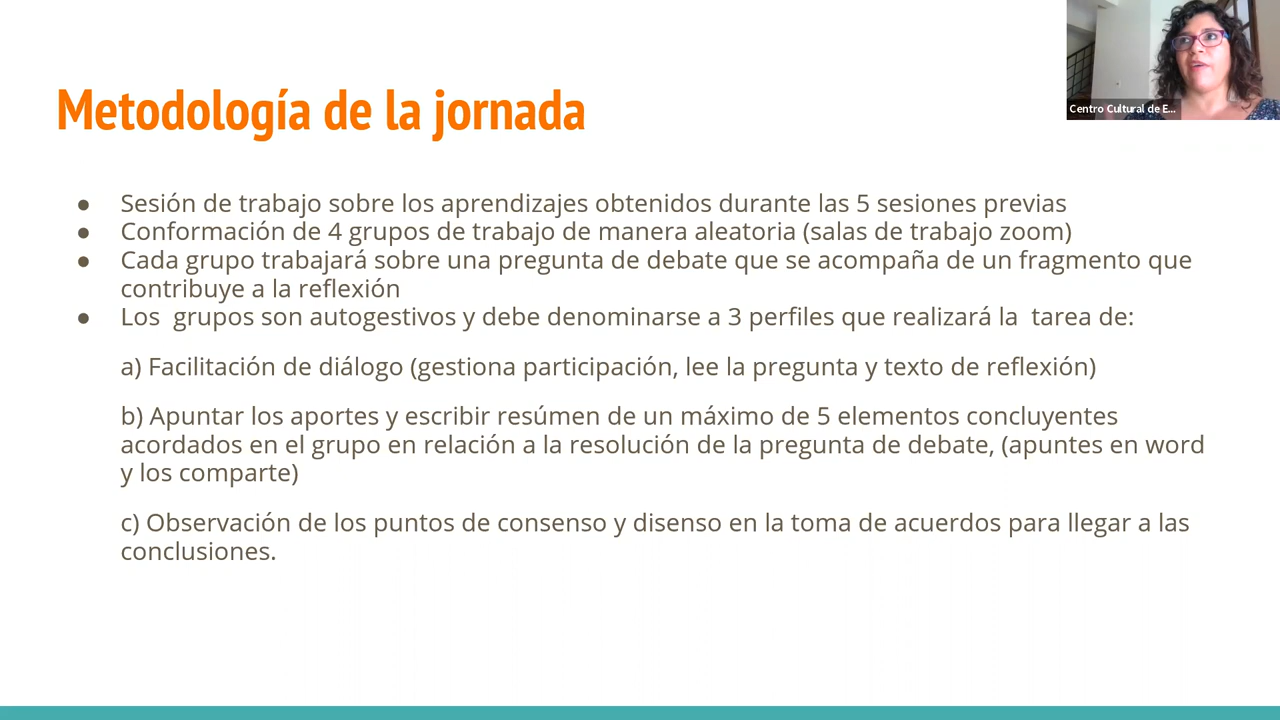 Metodología de la jornada
Centro Cultural de E...
● Sesión de trabajo sobre los aprendizajes obtenidos durante las 5 sesiones previas
● Conformación de 4 grupos de trabajo de manera aleatoria (salas de trabajo zoom)
● Cada grupo trabajará sobre una pregunta de debate que se acompaña de un fragmento que
contribuye a la reflexión
● Los grupos son autogestivos y debe denominarse a 3 perfiles que realizará la tarea de:
a) Facilitación de diálogo (gestiona participación, lee la pregunta y texto de reflexión)
b) Apuntar los aportes y escribir resúmen de un máximo de 5 elementos concluyentes
acordados en el grupo en relación a la resolución de la pregunta de debate, (apuntes en word
y los comparte)
c) Observación de los puntos de consenso y disenso en la toma de acuerdos para llegar a las
conclusiones.